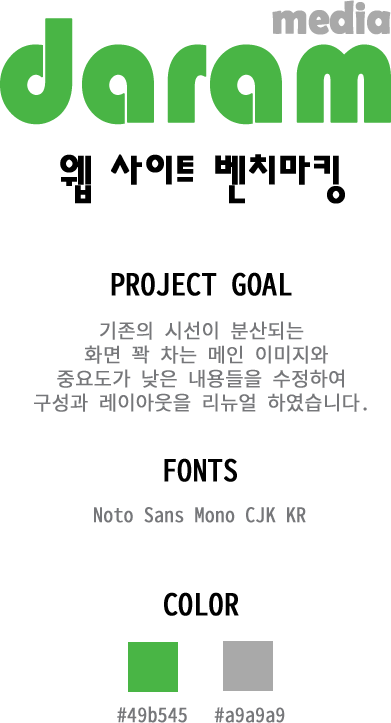 media
daram
웹 사이트 벤치마킹
PROJECT GOAL
기존의 시선이 분산되는
화면 꽉 차는 메인 이미지와
중요도가 낮은 내용들을 수정하여
구성과 레이아웃을 리뉴얼 하였습니다.
FONTS
Noto Sans Mono CJK KR
COLOR
#49b545 #a9a9a9